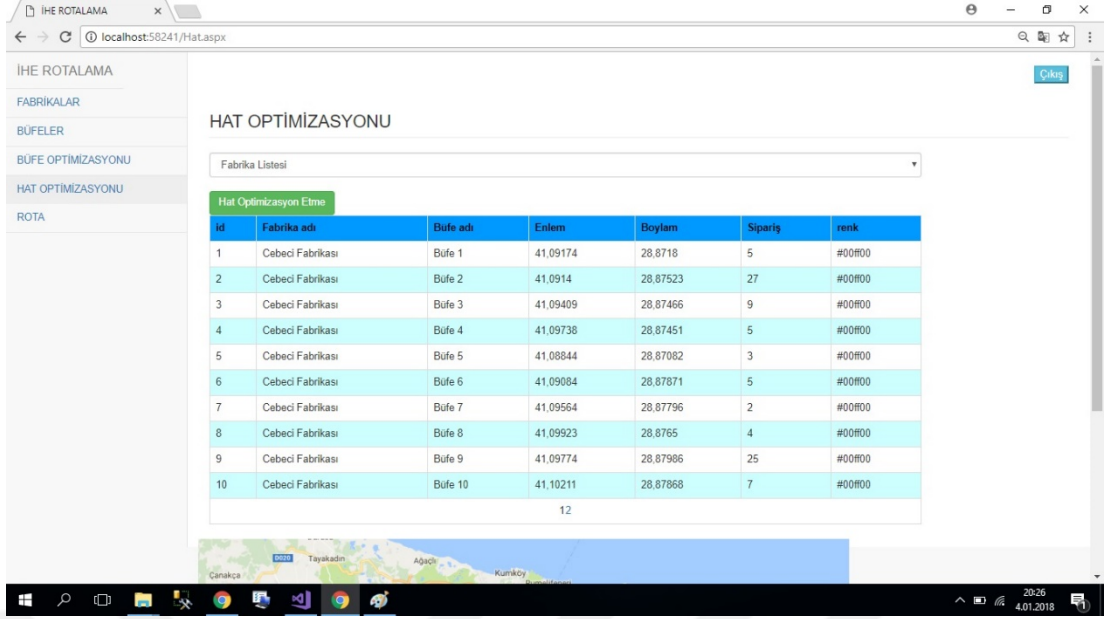 İHE ROTALAMA
localhost:58241/Hat.aspx
İHE ROTALAMA
Çıkış
FABRİKALAR
BÜFELER
BÜFE OPTİMİZASYONU
HAT OPTİMİZASYONU
ROTA
HAT OPTİMİZASYONU
Fabrika Listesi
Hat Optimizasyon Etme
id Fabrika adı Büfe adı Enlem Boylam Sipariş renk
1 Cebeci Fabrikası Büfe 1 41,09174 28,8718 5 #00ff00
2 Cebeci Fabrikası Büfe 2 41,0914 28,87523 27 #00ff00
3 Cebeci Fabrikası Büfe 3 41,09409 28,87466 9 #00ff00
4 Cebeci Fabrikası Büfe 4 41,09738 28,87451 5 #00ff00
5 Cebeci Fabrikası Büfe 5 41,08844 28,87082 3 #00ff00
6 Cebeci Fabrikası Büfe 6 41,09084 28,87871 5 #00ff00
7 Cebeci Fabrikası Büfe 7 41,09564 28,87796 2 #00ff00
8 Cebeci Fabrikası Büfe 8 41,09923 28,8765 4 #00ff00
9 Cebeci Fabrikası Büfe 9 41,09774 28,87986 25 #00ff00
10 Cebeci Fabrikası Büfe 10 41,10211 28,87868 7 #00ff00
12
D020 Tayakadın
Ağaçlı
Kumköy
Çanakça
20:26
4.01.2018